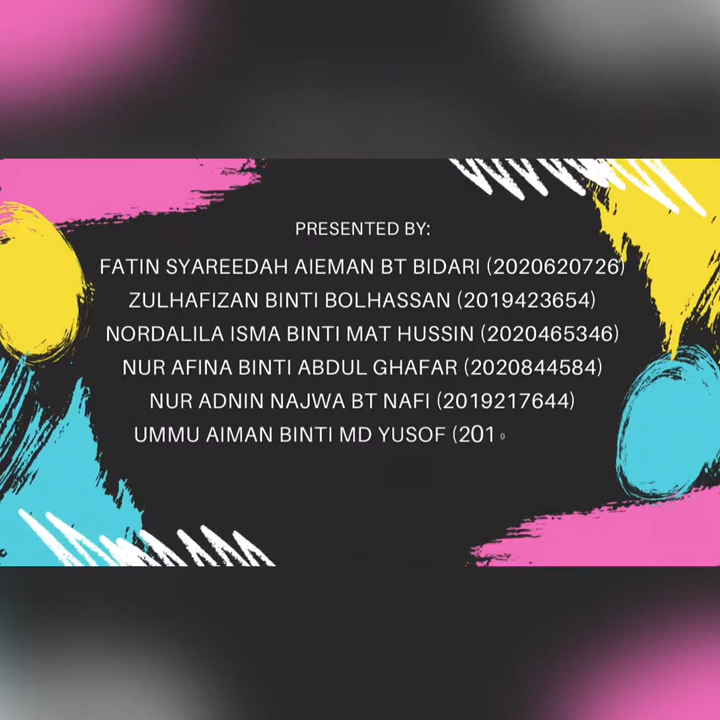 PRESENTED BY:
FATIN SYAREEDAH AIEMAN BT BIDARI (2020620726)
ZULHAFIZAN BINTI BOLHASSAN (2019423654)
NORDALILA ISMA BINTI MAT HUSSIN (2020465346)
NUR AFINA BINTI ABDUL GHAFAR (2020844584)
NUR ADNIN NAJWA BT NAFI (2019217644)
UMMU AIMAN BINTI MD YUSOF (2019